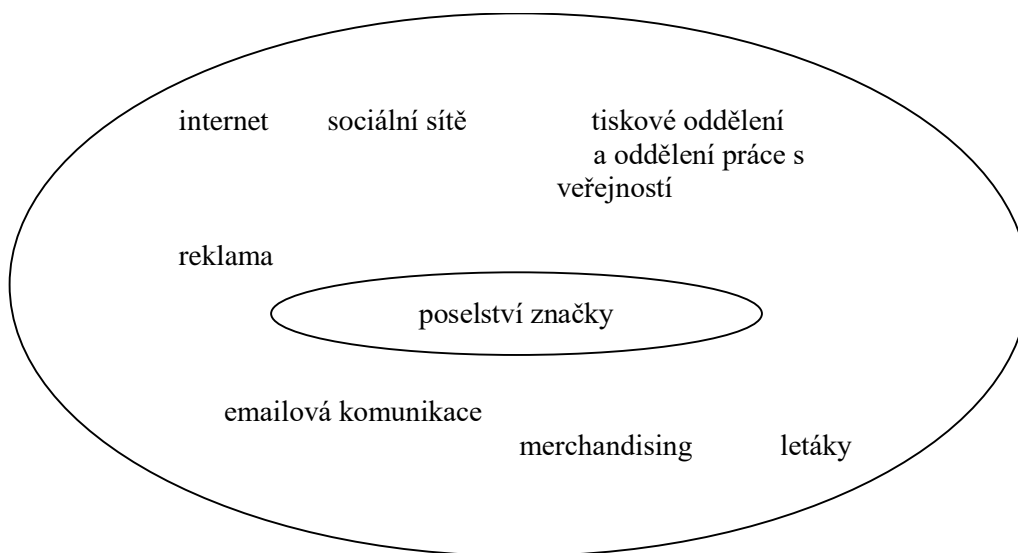 internet sociální sítě tiskové oddělení
a oddělení práce s
veřejností
reklama
poselství značky
emailová komunikace
merchandising letáky